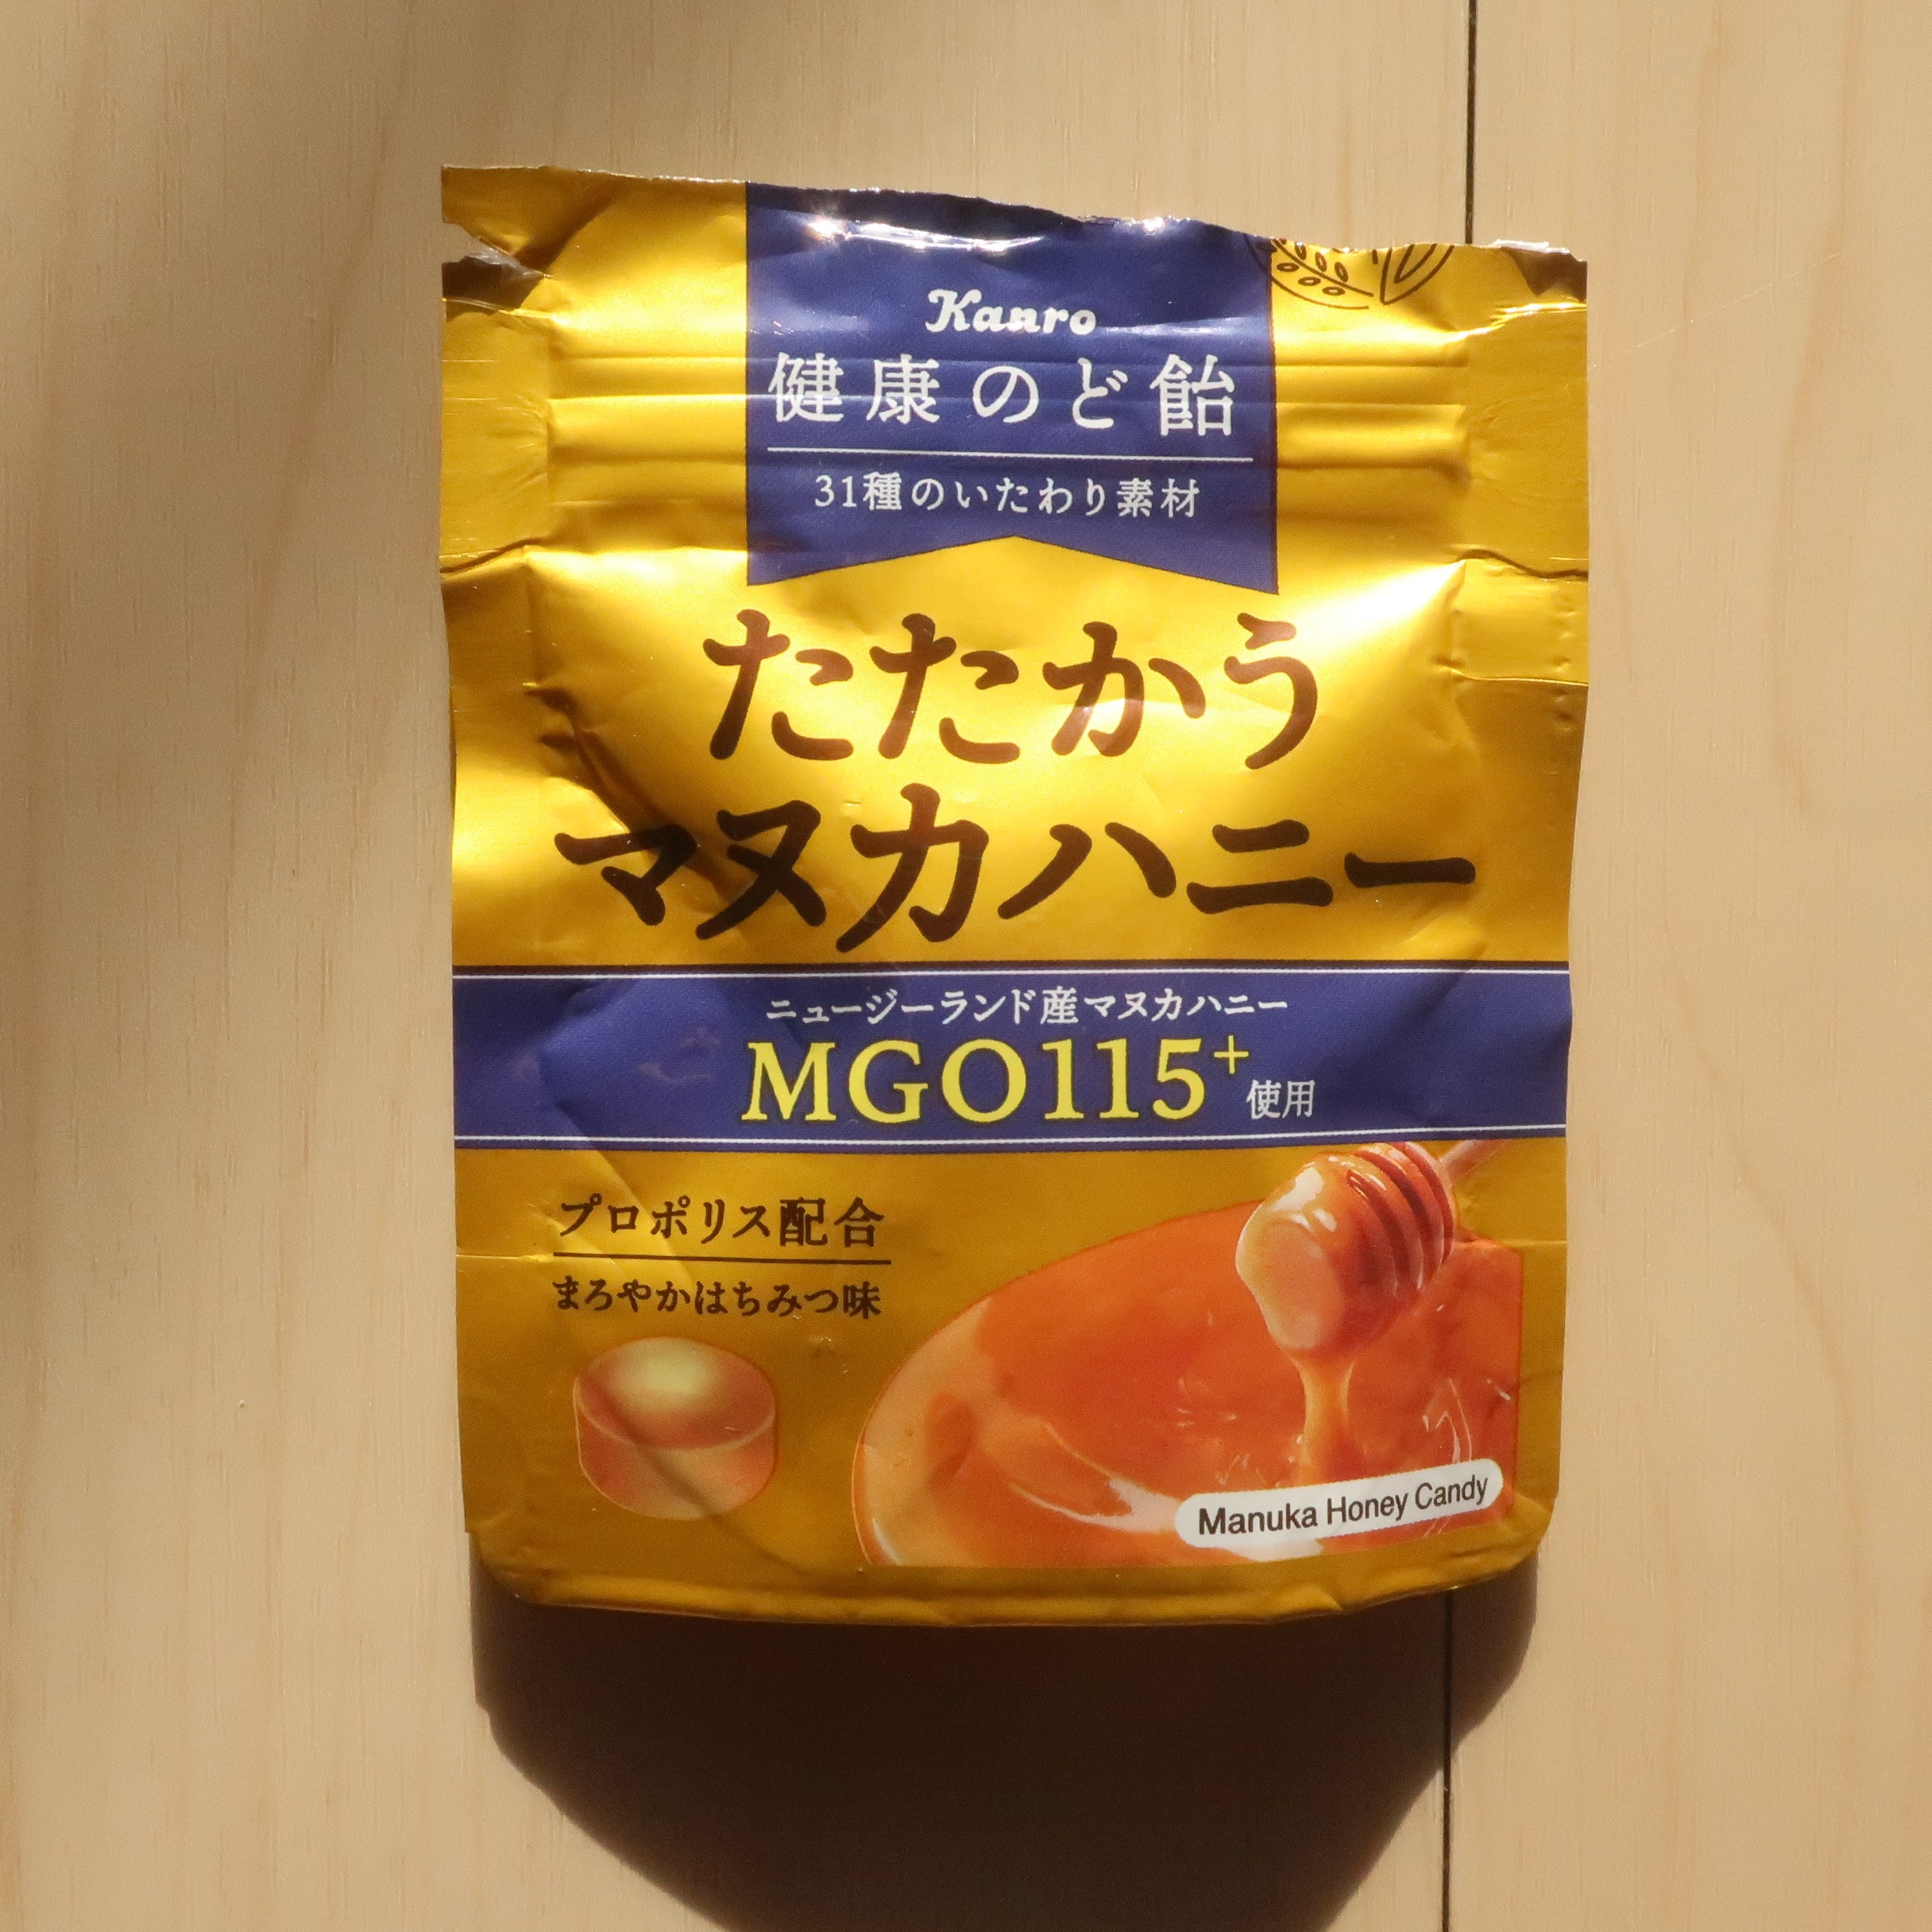 Kanro
健康のど飴
31種のいたわり素材
たたかう
マヌカハニー
ニュージーランド産マヌカハニー
MGO115+使用
プロポリス配合
まろやかはちみつ味
Manuka Honey Candy